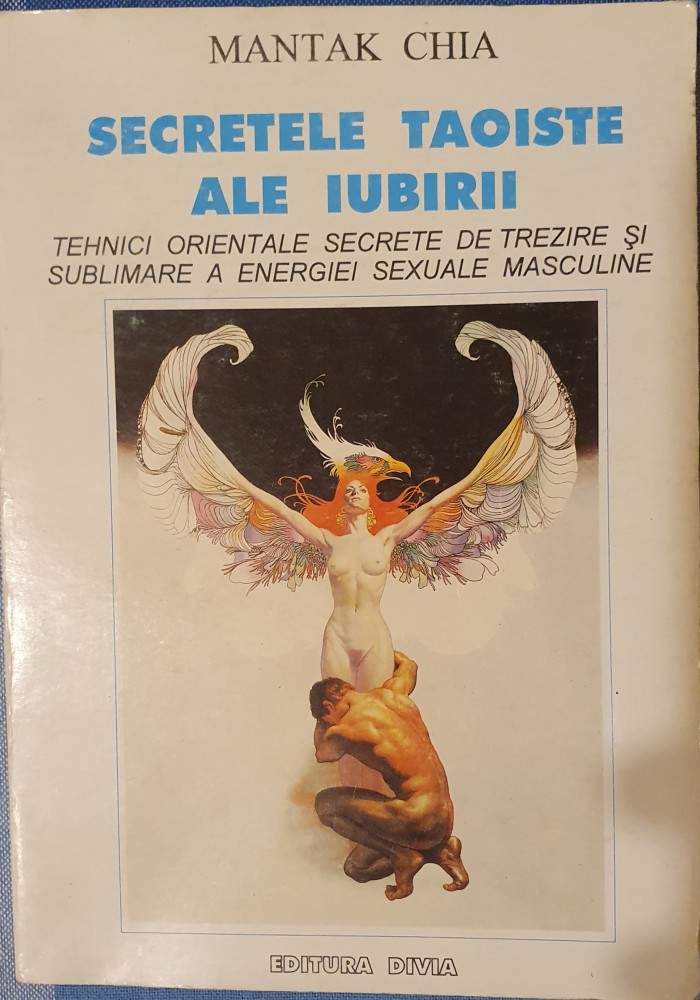 MANTAK CHIA
SECRETELE TAOISTE
ALE IUBIRII
TEHNICI ORIENTALE SECRETE DE TREZIRE ŞI
SUBLIMARE A ENERGIEI SEXUALE MASCULINE
EDITURA DIVIA